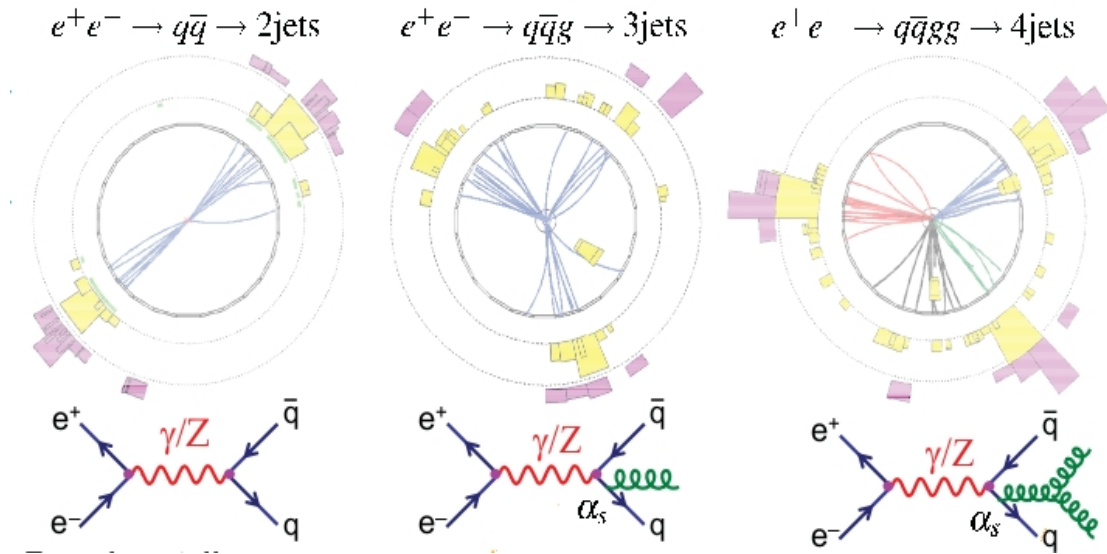 e⁺e⁻ → qq̄ → 2jets
e⁺e⁻ → qq̄g → 3jets
e⁺e → qq̄gg → 4jets
e⁺
γ/Z
q̄
e⁻
q
e⁺
γ/Z
q̄
αₛ
e⁻
q
e⁺
γ/Z
q̄
αₛ
e⁻
q